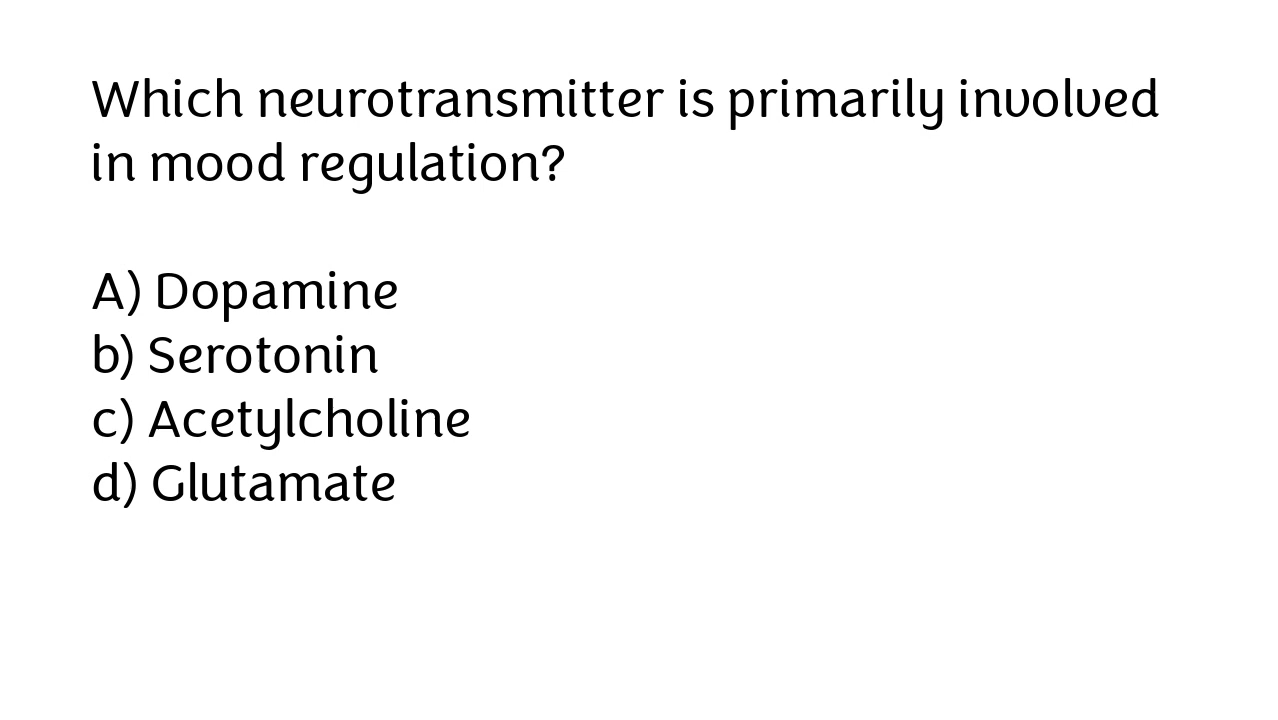 Which neurotransmitter is primarily involved
in mood regulation?
A) Dopamine
b) Serotonin
c) Acetylcholine
d) Glutamate